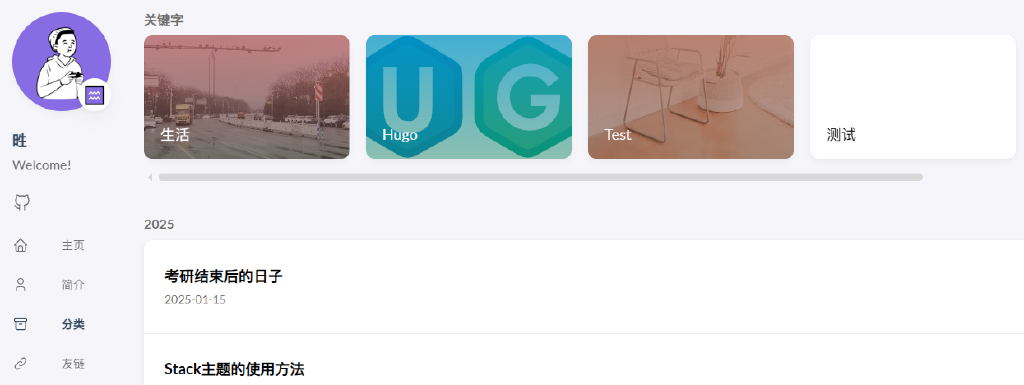 关键字
生活
UG
Hugo
Test
测试
胜
Welcome!
主页
简介
分类
友链
2025
考研结束后的日子
2025-01-15
Stack主题的使用方法